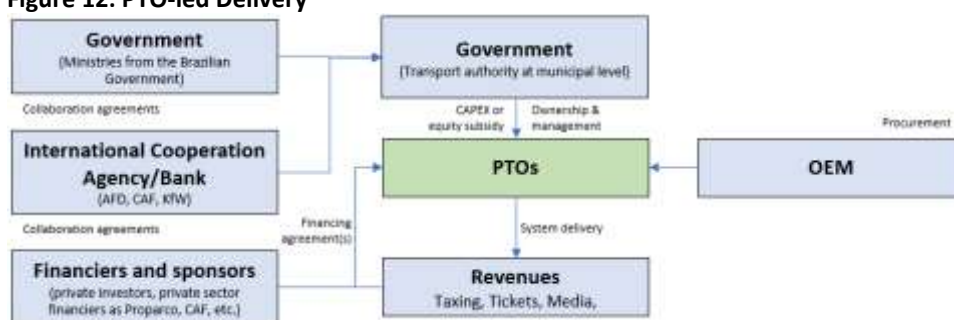 Figure 12: PTO-led Delivery
Government
(Ministries from the Brazilian
Government)
Collaboration agreements
International Cooperation
Agency/Bank
(AFD, CAF, KfW)
Collaboration agreements
Financiers and sponsors
(private investors, private sector
financiers as Proparco, CAF, etc.)
Government
(Transport authority at municipal level)
CAPEX or
equity subsidy
Ownership &
management
PTOs
Financing
agreement(s)
System delivery
Revenues
Taxing, Tickets, Media,
Procurement
OEM